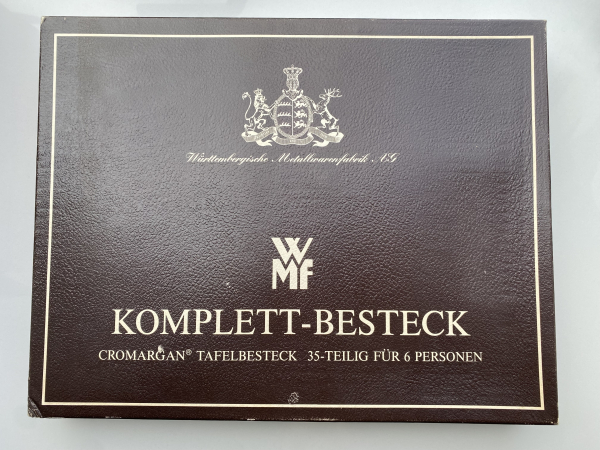 Württembergische Metallwarenfabrik AG
WMF
KOMPLETT-BESTECK
CROMARGAN® TAFELBESTECK 35-TEILIG FÜR 6 PERSONEN